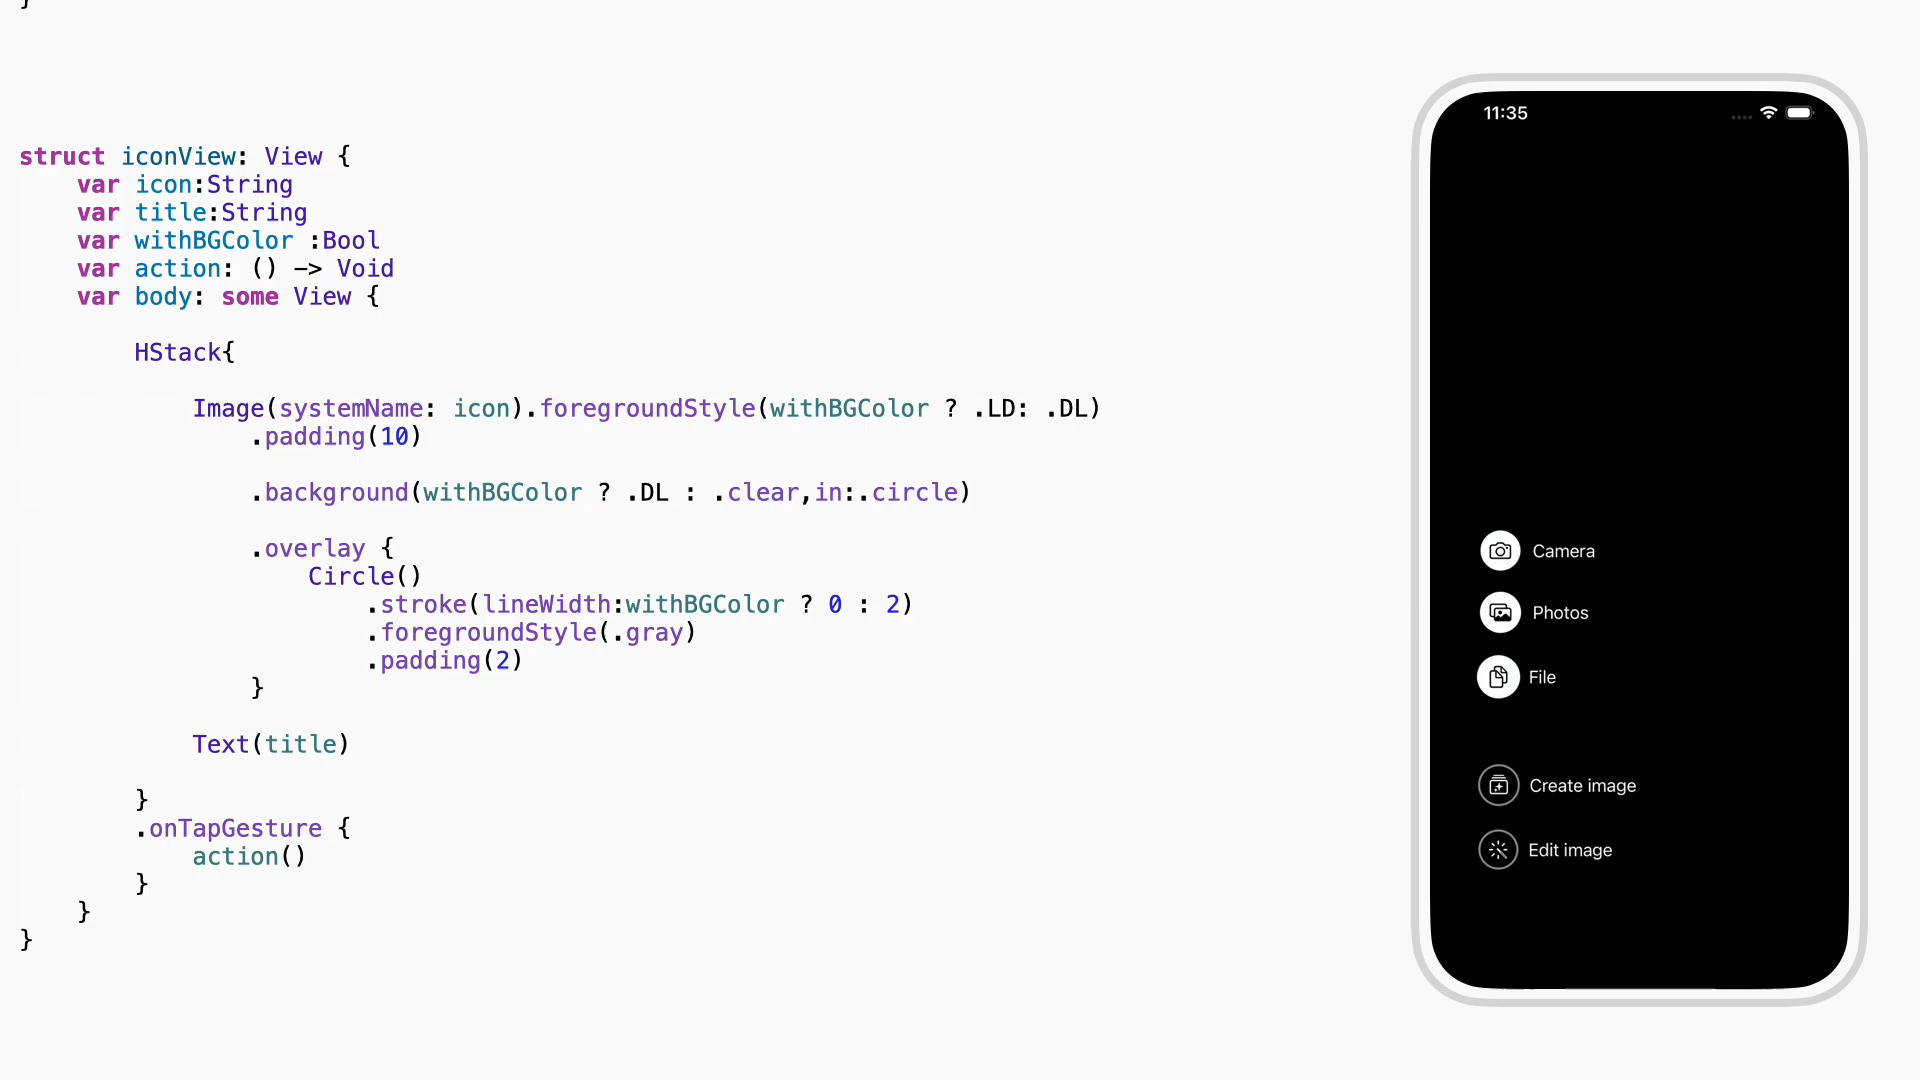 }
struct iconView: View {
    var icon:String
    var title:String
    var withBGColor :Bool
    var action: () -> Void
    var body: some View {
        HStack{
            Image(systemName: icon).foregroundStyle(withBGColor ? .LD: .DL)
                .padding(10)
                .background(withBGColor ? .DL : .clear,in:.circle)
                .overlay {
                    Circle()
                        .stroke(lineWidth:withBGColor ? 0 : 2)
                        .foregroundStyle(.gray)
                        .padding(2)
                }
            Text(title)
        }
        .onTapGesture {
            action()
        }
    }
}
11:35
Camera
Photos
File
Create image
Edit image